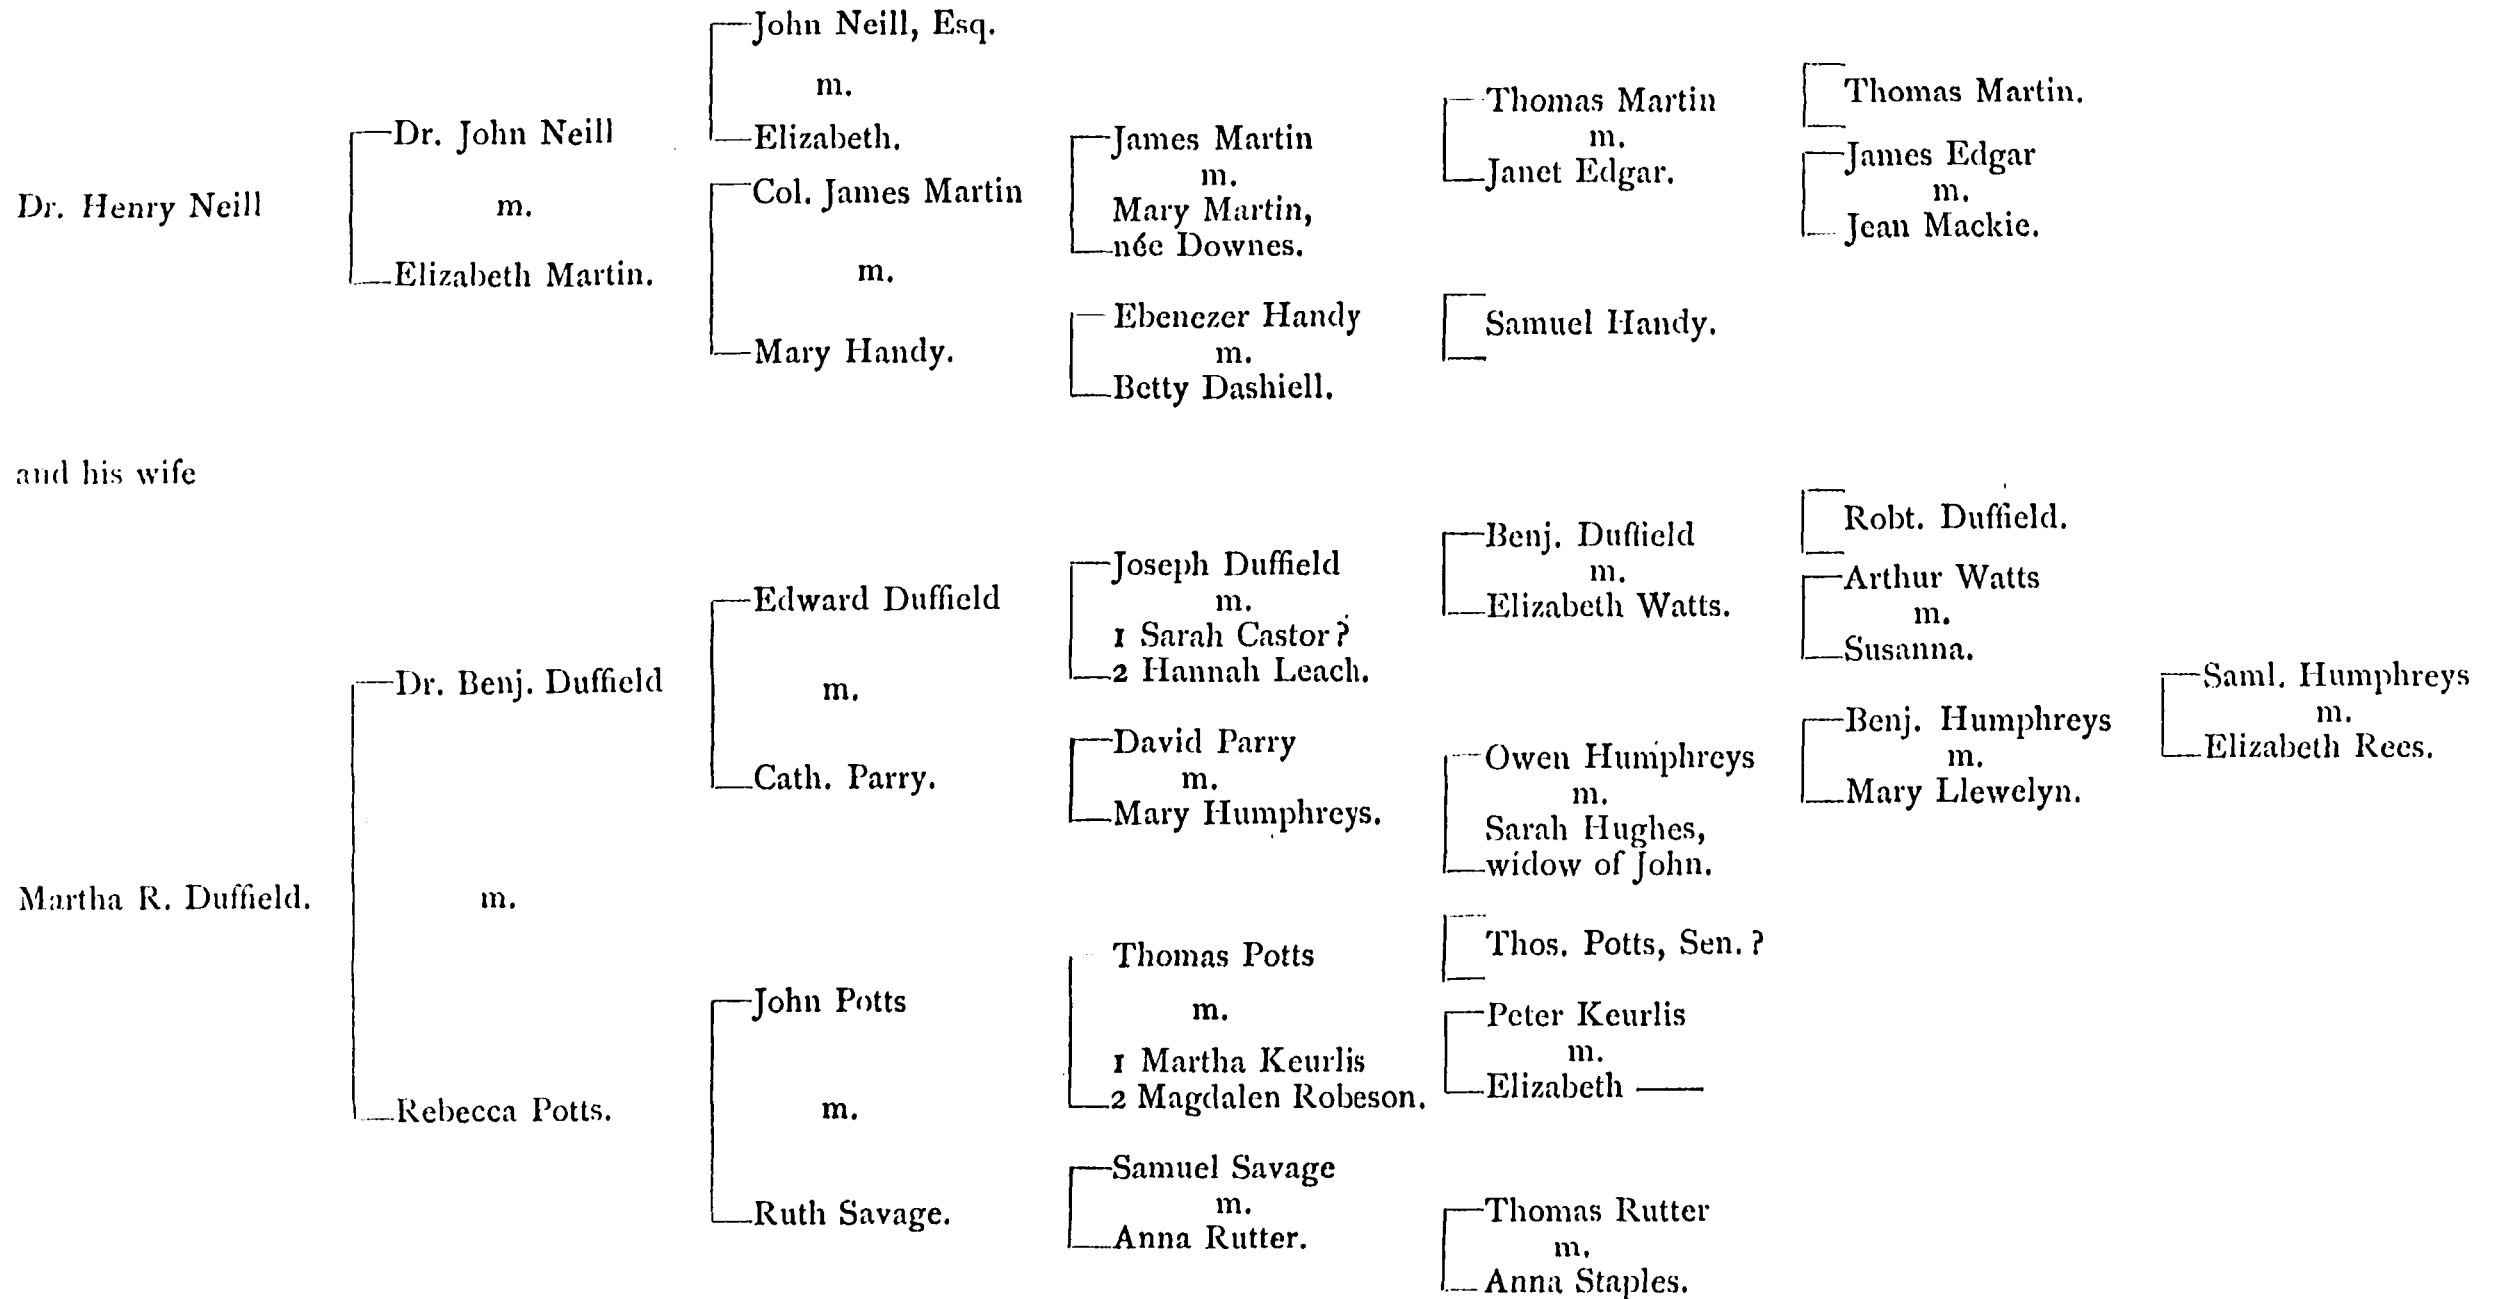 Dr. Henry Neill
Dr. John Neill
m.
Elizabeth Martin.
John Neill, Esq.
m.
Elizabeth.
Col. James Martin
m.
Mary Handy.
James Martin
m.
Mary Martin,
née Downes.
Ebenezer Handy
m.
Betty Dashiell.
Thomas Martin
m.
Janet Edgar.
Samuel Handy.
Thomas Martin.
James Edgar
m.
Jean Mackie.
and his wife
Martha R. Duffield.
Dr. Benj. Duffield
m.
Rebecca Potts.
Edward Duffield
m.
Cath. Parry.
John Potts
m.
Ruth Savage.
Joseph Duffield
m.
1 Sarah Castor?
2 Hannah Leach.
David Parry
m.
Mary Humphreys.
Thomas Potts
m.
1 Martha Keurlis
2 Magdalen Robeson.
Samuel Savage
m.
Anna Rutter.
Benj. Duffield
m.
Elizabeth Watts.
Owen Humphreys
m.
Sarah Hughes,
widow of John.
Thos. Potts, Sen.?
Peter Keurlis
m.
Elizabeth ——
Thomas Rutter
m.
Anna Staples.
Robt. Duffield.
Arthur Watts
m.
Susanna.
Benj. Humphreys
m.
Mary Llewelyn.
Saml. Humphreys
m.
Elizabeth Rees.